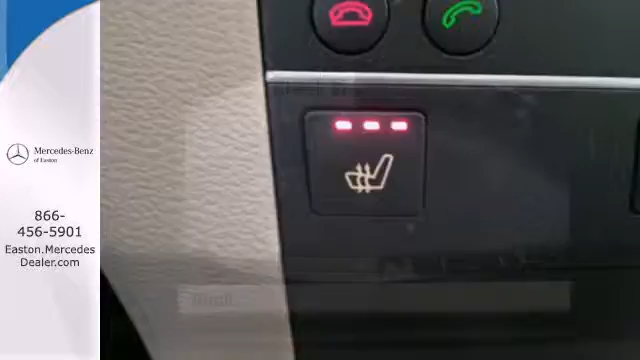 Mercedes-Benz
of Easton
866-
456-5901
Easton.Mercedes
Dealer.com